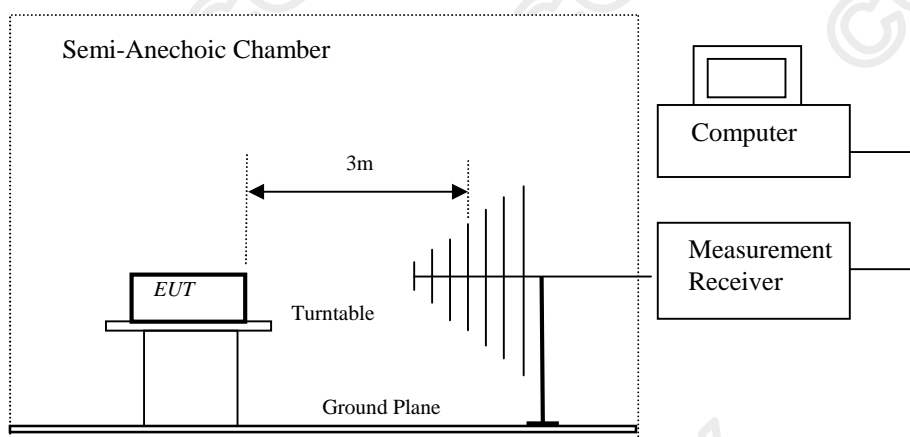 Semi-Anechoic Chamber
3m
EUT
Turntable
Ground Plane
Computer
Measurement
Receiver